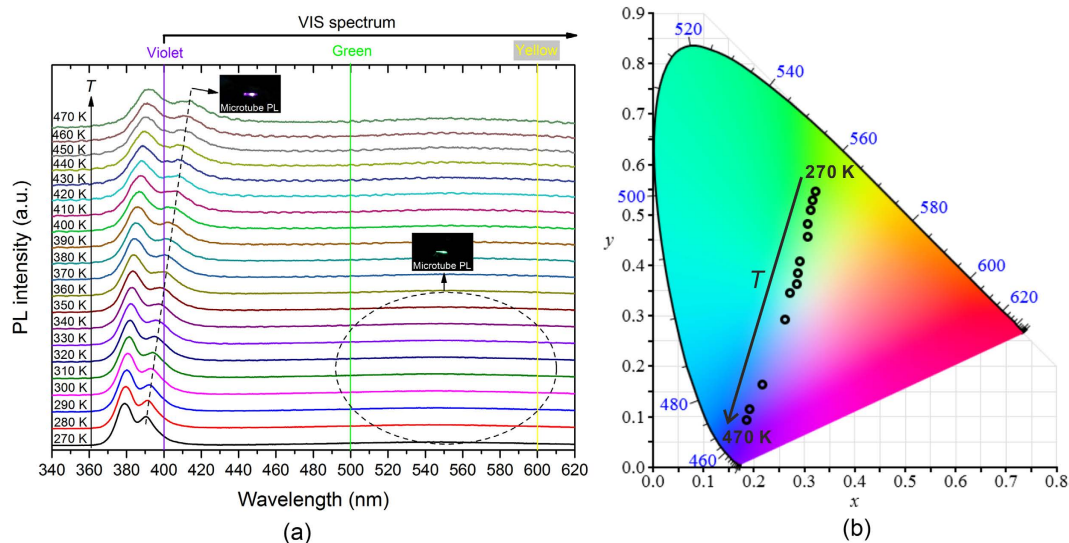 VIS spectrum
Violet
Green
Yellow
T
Microtube PL
470 K
460 K
450 K
440 K
430 K
420 K
410 K
400 K
390 K
380 K
370 K
360 K
350 K
340 K
330 K
320 K
310 K
300 K
290 K
280 K
270 K
Microtube PL
PL intensity (a.u.)
340 360 380 400 420 440 460 480 500 520 540 560 580 600 620
Wavelength (nm)
(a)
b)
0.9
0.8
0.7
0.6
0.5
y
0.4
0.3
0.2
0.1
0.0
520
540
560
500
580
600
620
480
460
270 K
T
470 K
0.0 0.1 0.2 0.3 0.4 0.5 0.6 0.7 0.8
x
(b)